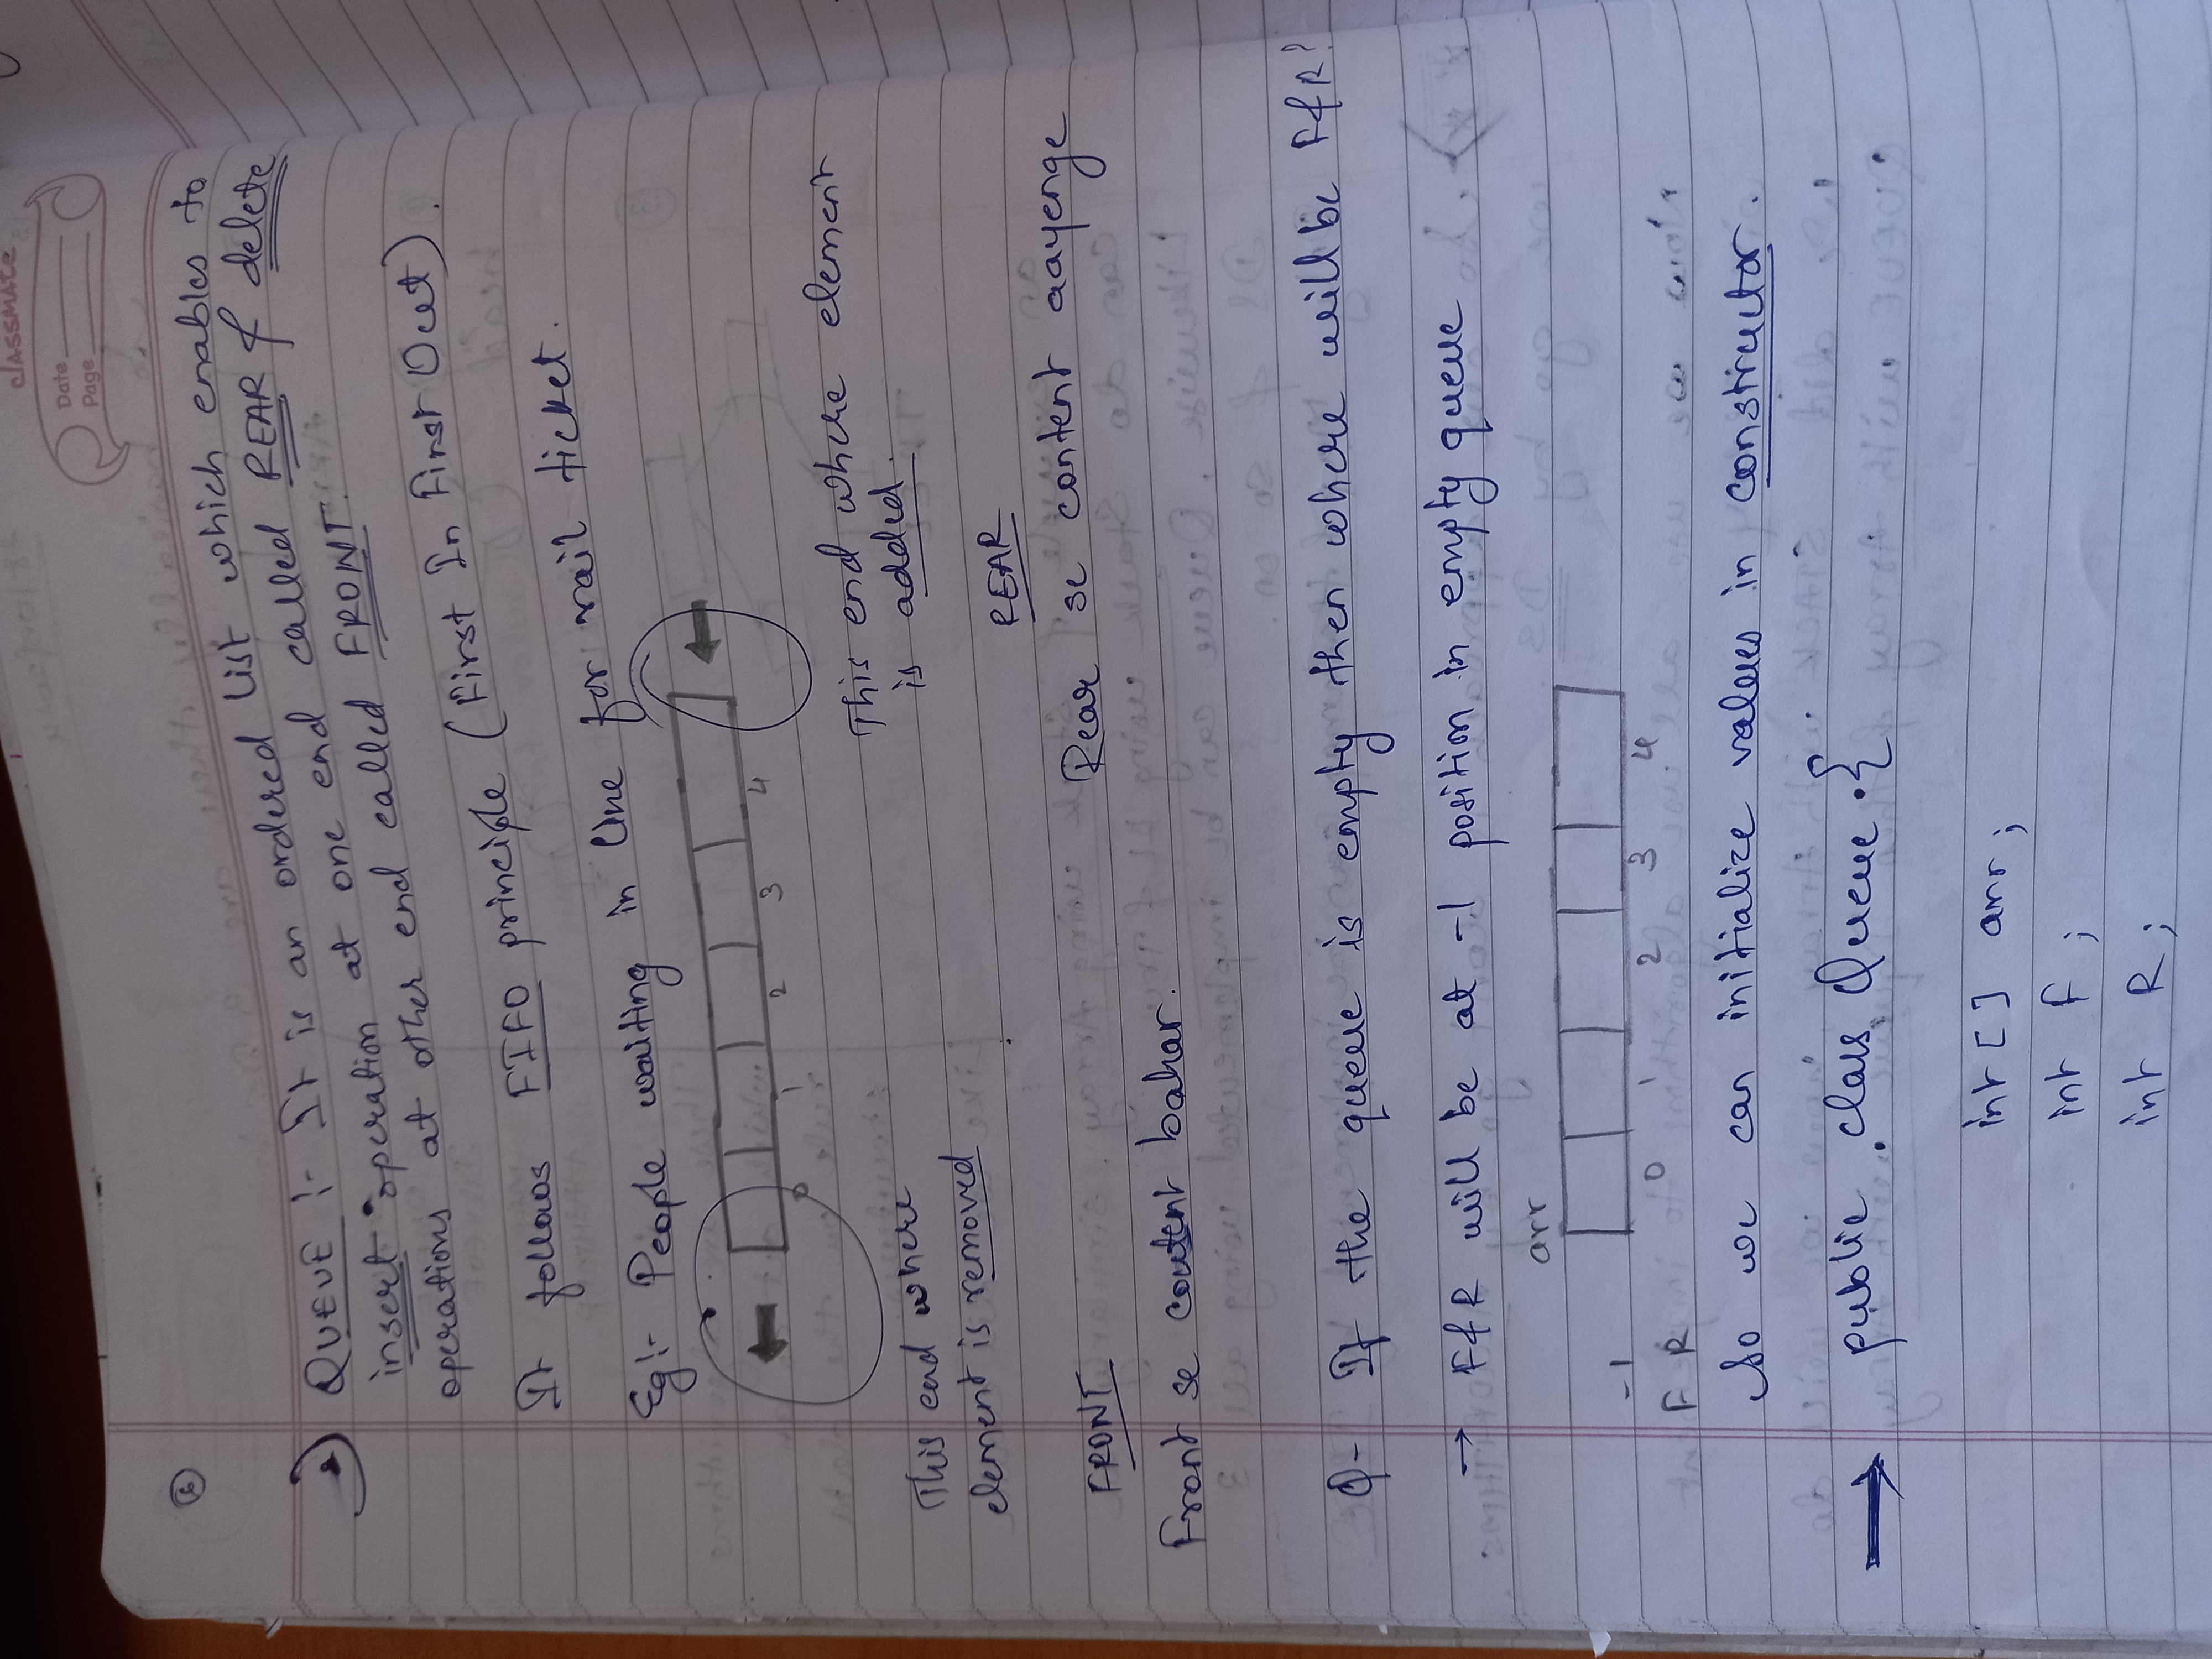 classmate
Date
Page
6
QUEUE :- It is an ordered list which enables to
insert operation at one end called REAR & delete
operations at other end called FRONT.
It follows FIFO principle (First In First Out).
Eg:- People waiting in line for rail ticket.
0 1 2 3 4
This end where element
is added.
This end where
element is removed
REAR
Rear se content aayenge
FRONT
Front se content bahar.
Q- If the queue is empty then where will be F&R?
→ F&R will be at -1 position in empty queue
arr
-1
0 1 2 3 4
F R
So we can initialize values in constructor.
→ public class Queue {
int [] arr;
int F;
int R;